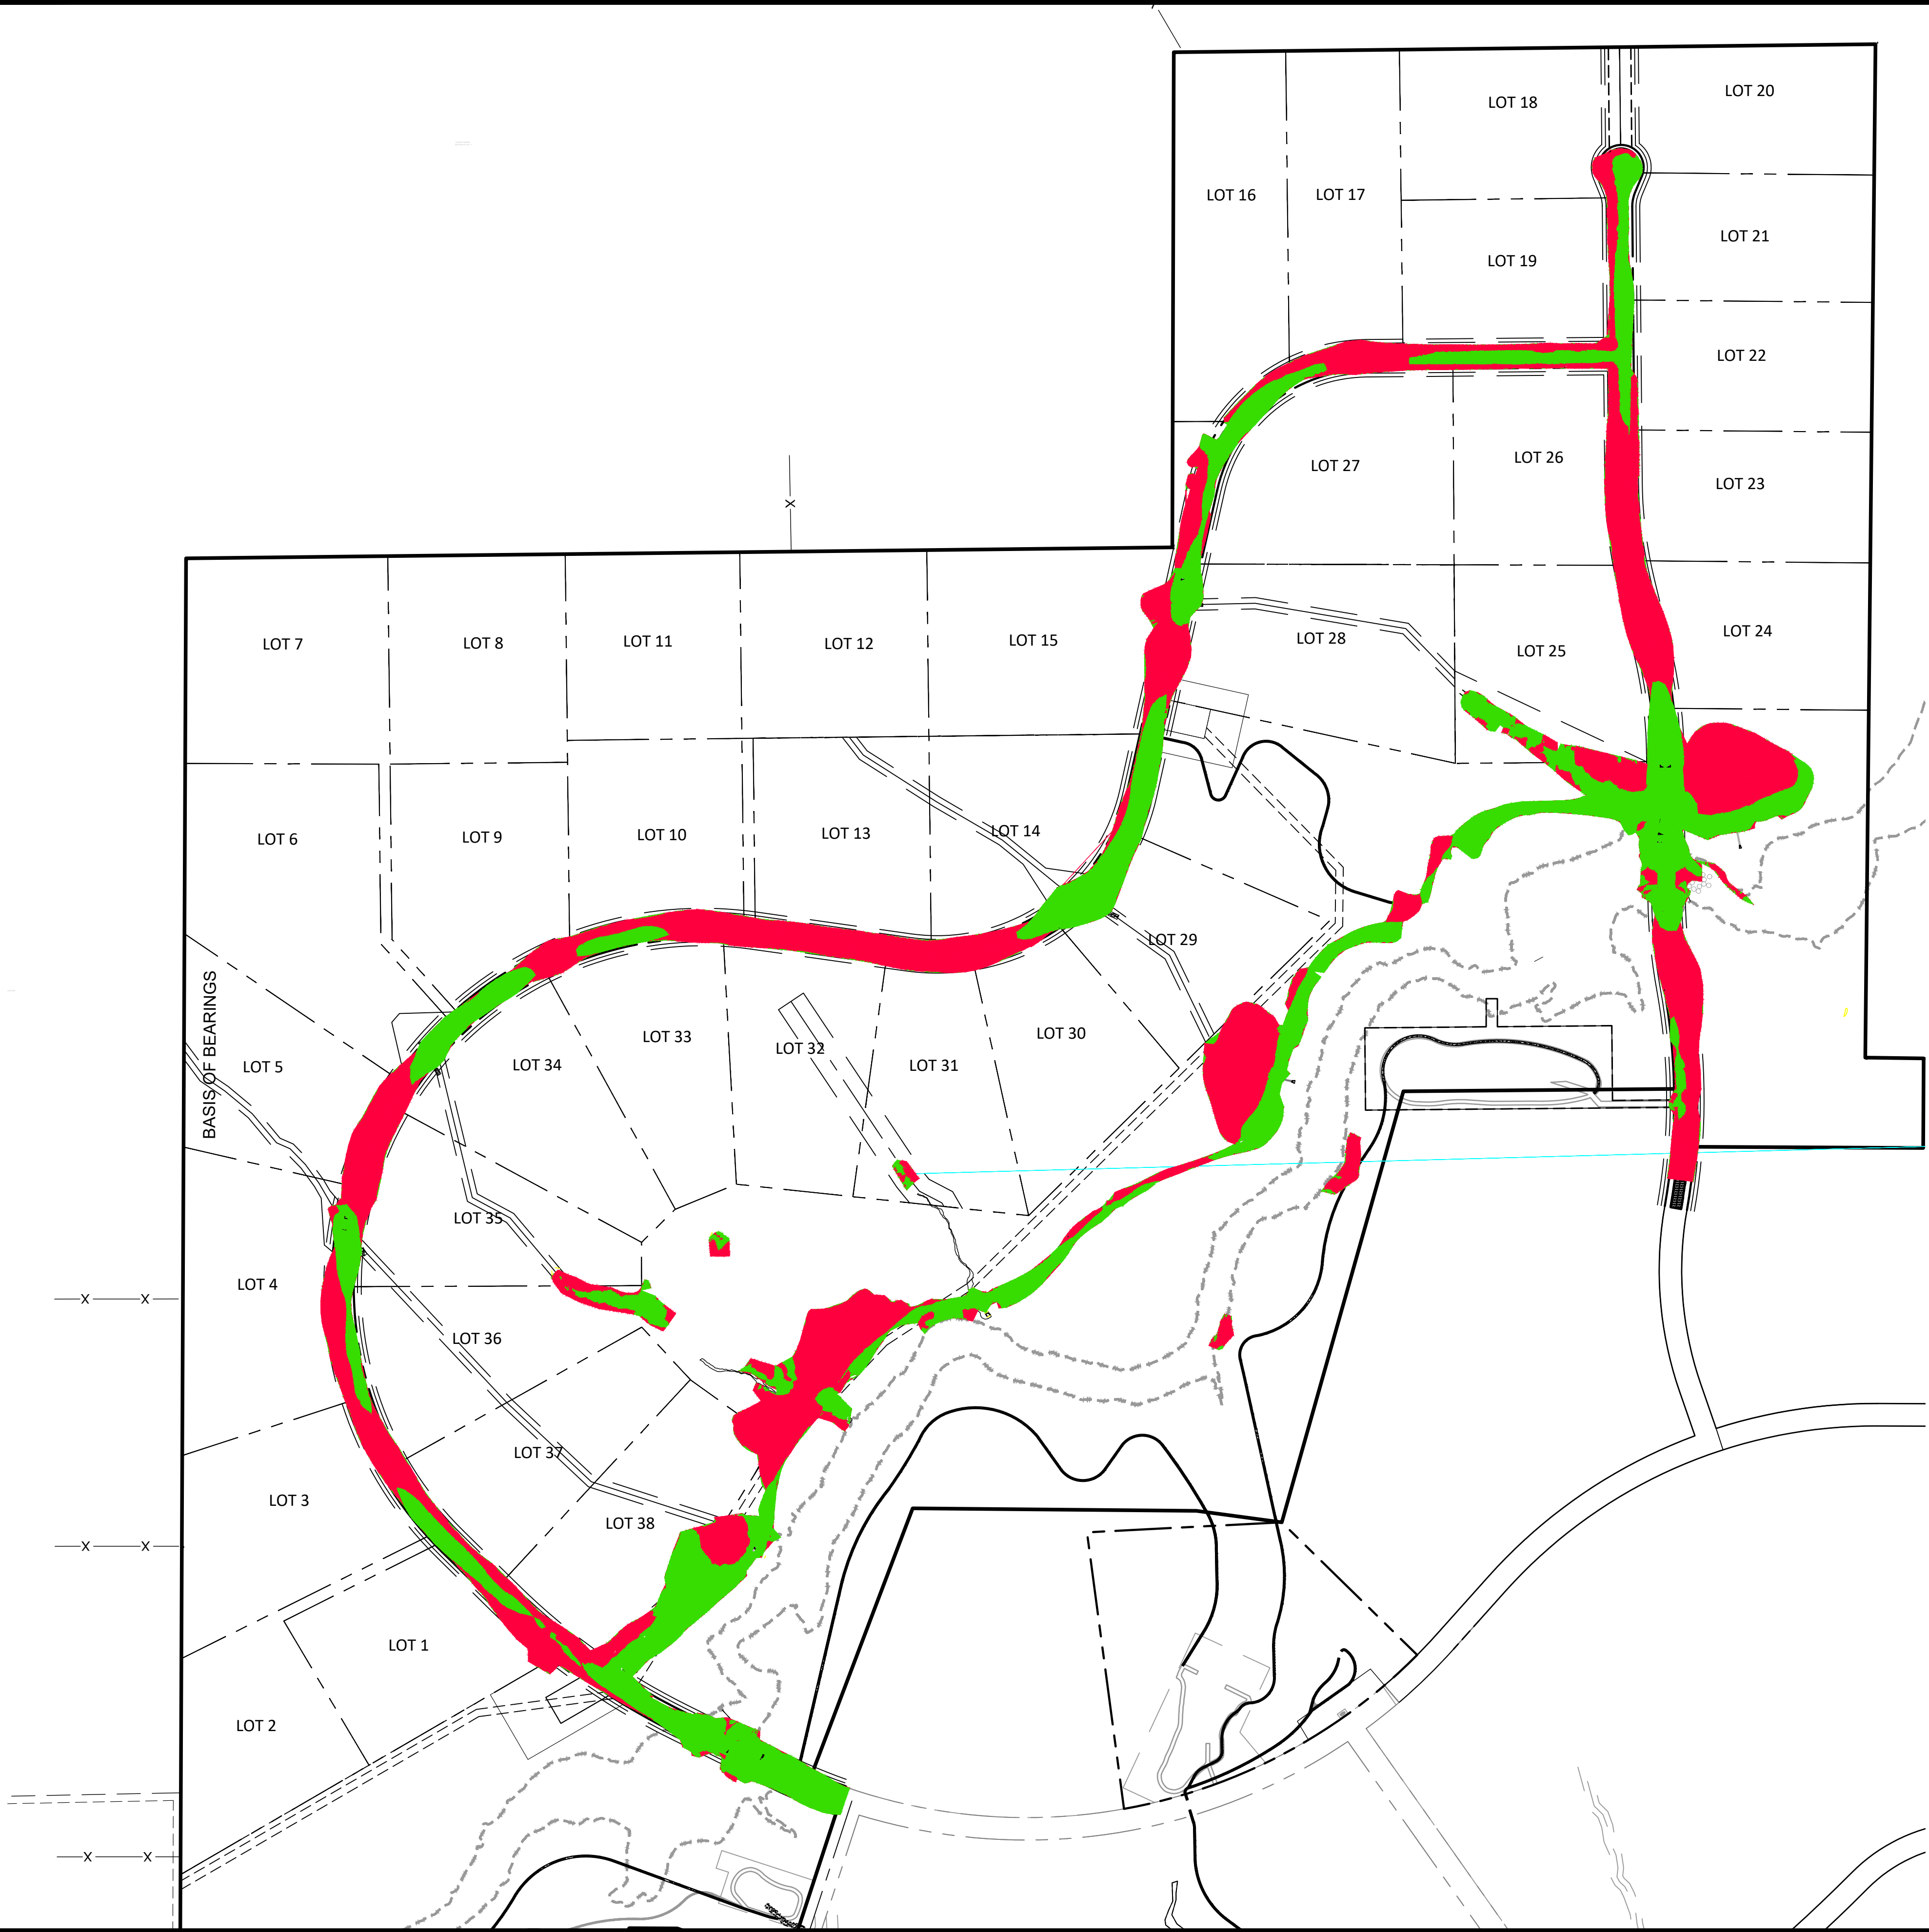 LOT 20
LOT 18
LOT 16
LOT 17
LOT 21
LOT 19
LOT 22
LOT 26
LOT 27
LOT 23
X
LOT 24
LOT 28
LOT 15
LOT 11
LOT 12
LOT 8
LOT 7
LOT 25
LOT 14
LOT 13
LOT 10
LOT 9
LOT 6
LOT 29
LOT 30
LOT 33
LOT 32
LOT 31
LOT 34
LOT 5
BASIS OF BEARINGS
LOT 35
LOT 4
X X
LOT 36
LOT 37
LOT 3
LOT 38
X X
LOT 1
LOT 2
X X